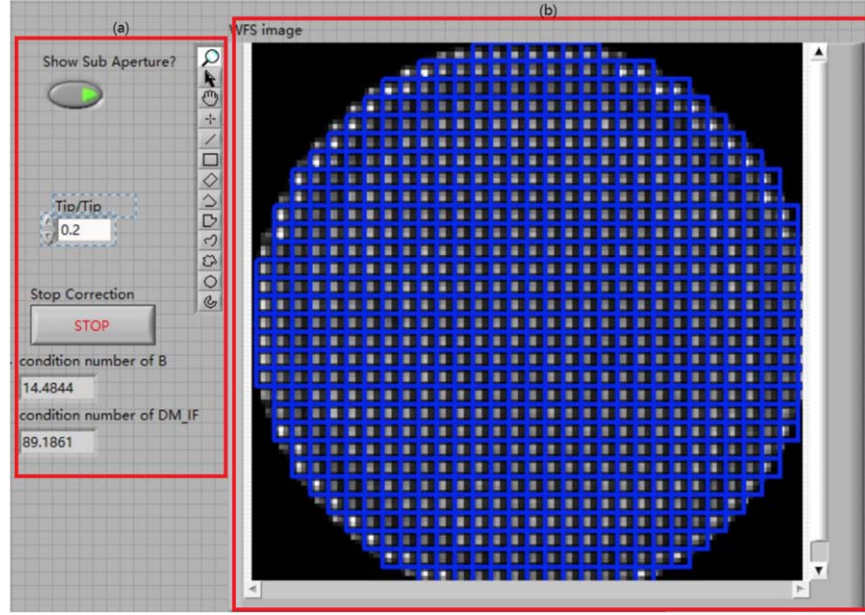 (a)
(b)
WFS image
Show Sub Aperture?
Tip/Tip
0.2
Stop Correction
STOP
condition number of B
14.4844
condition number of DM_IF
89.1861